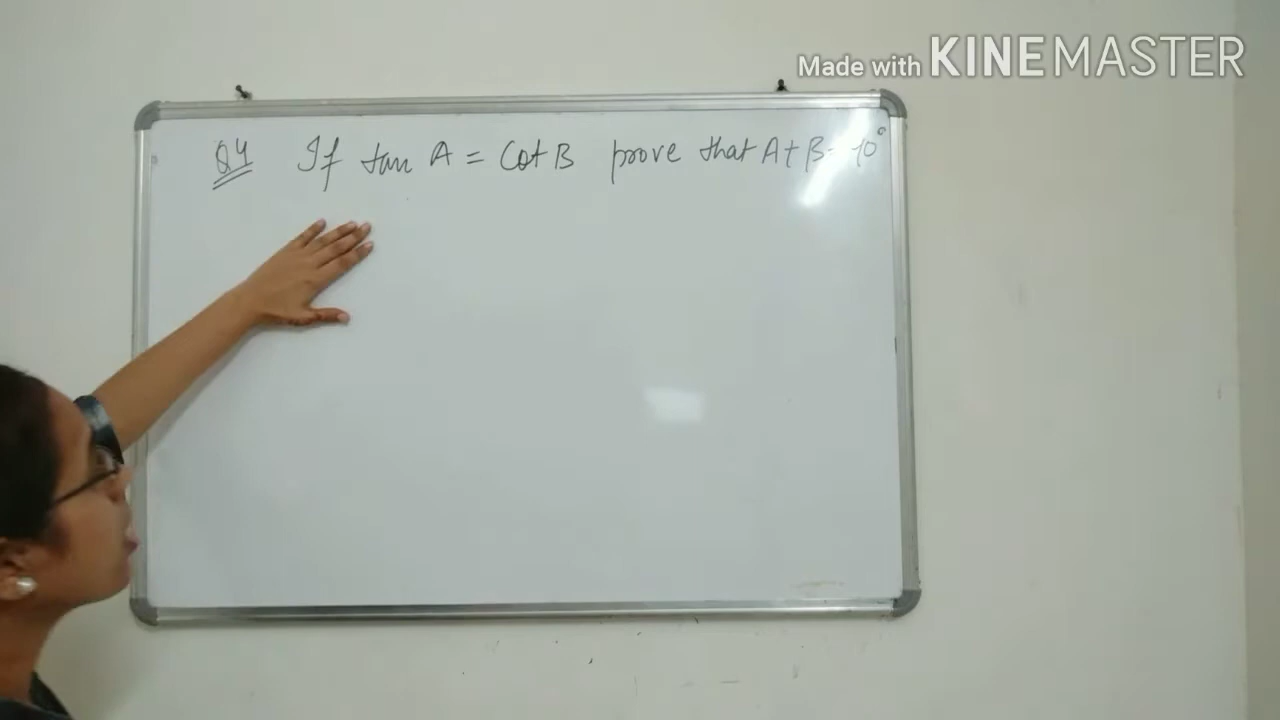 Made with KINEMASTER
Q4 If tan A = Cot B prove that A + B = 90°